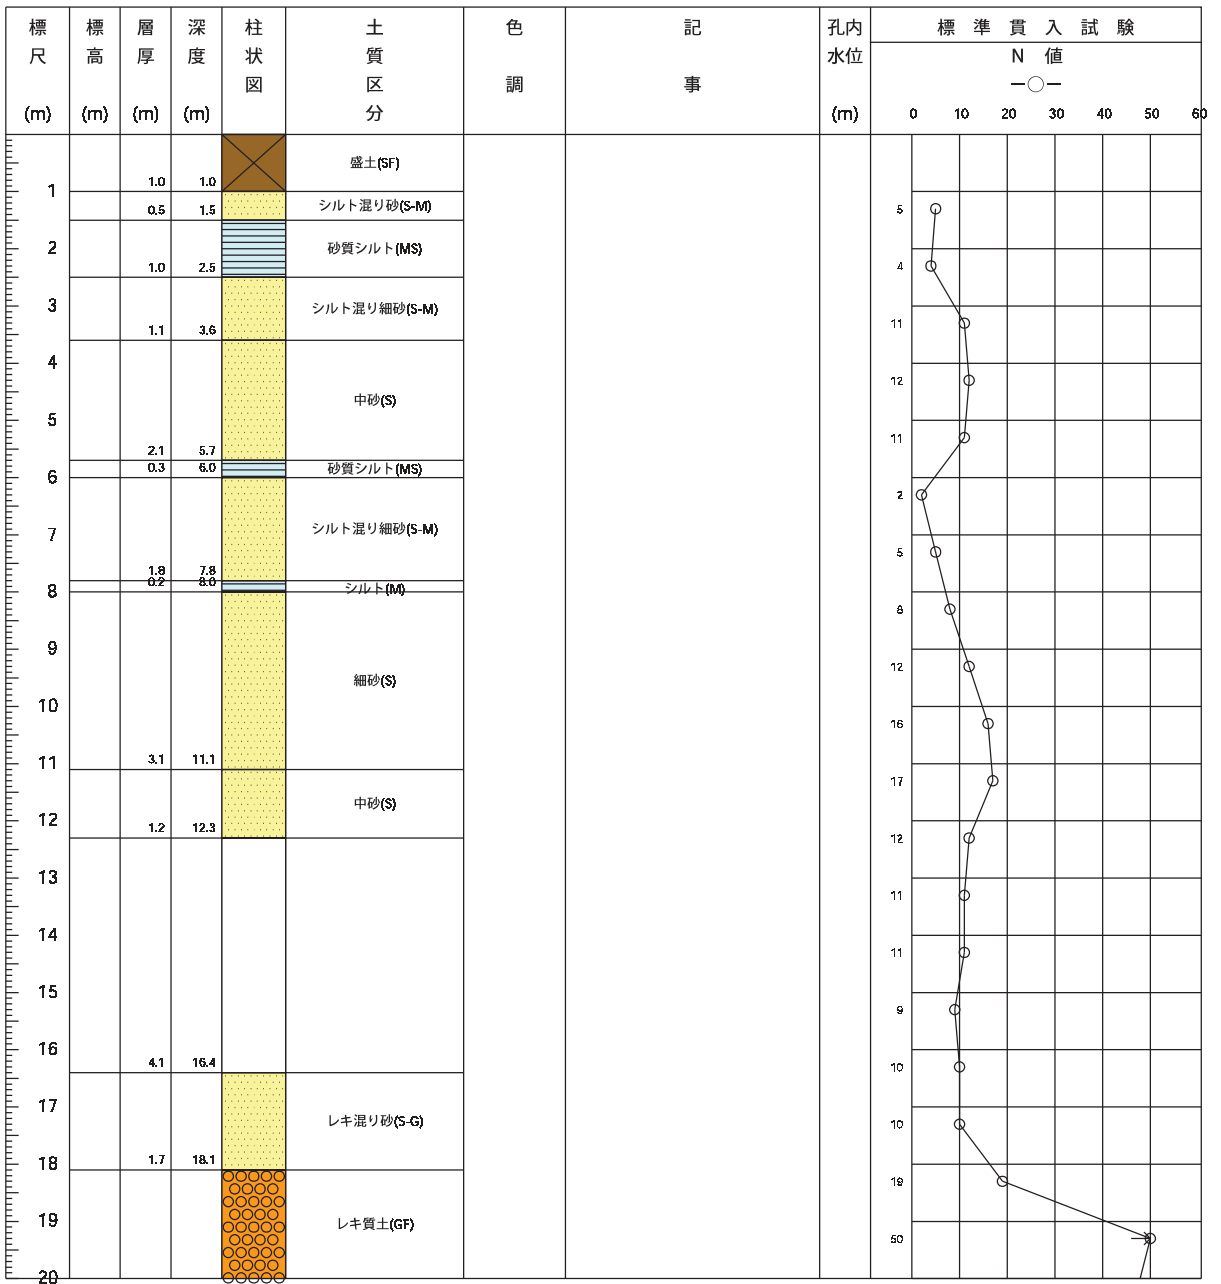 標尺 (m)
標高 (m)
層厚 (m)
深度 (m)
柱状図
土質区分
色調
記事
孔内水位 (m)
標準貫入試験
N 値
0 10 20 30 40 50 60
1.0 1.0 盛土(SF)
1
0.5 1.5 シルト混り砂(S-M) 5
2
1.0 2.5 砂質シルト(MS) 4
3
1.1 3.6 シルト混り細砂(S-M) 11
4
12
中砂(S)
5
11
2.1 5.7
0.3 6.0 砂質シルト(MS)
6
2
シルト混り細砂(S-M)
7
5
1.8 7.8
0.2 8.0 シルト(M)
8
8
9
12
細砂(S)
10
16
3.1 11.1
11
17
中砂(S)
12
1.2 12.3
12
13
11
14
11
15
9
16
4.1 16.4
10
17
レキ混り砂(S-G) 10
1.7 18.1
18
19
19
レキ質土(GF)
50
20